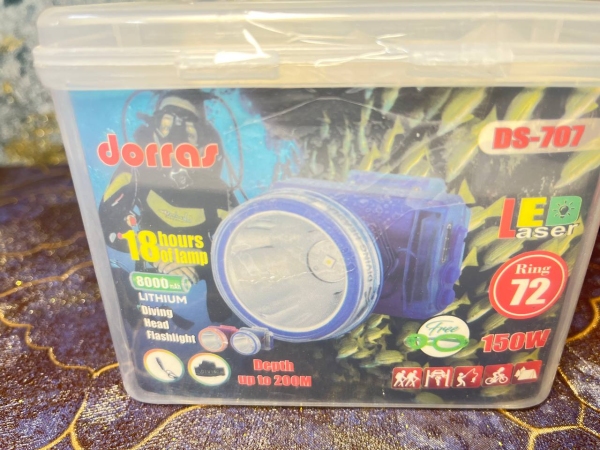 dorras
DS-707
18 hours
of lamp
LED
Laser
8000
LITHIUM
Diving
Head
Flashlight
Ring
72
Free
150W
Depth
up to 200M